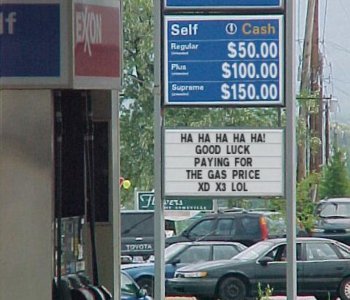 lf
EXXON
Self Cash
Regular $50.00
Plus $100.00
Supreme $150.00
HA HA HA HA HA!
GOOD LUCK
PAYING FOR
THE GAS PRICE
XD X3 LOL
TOYOTA